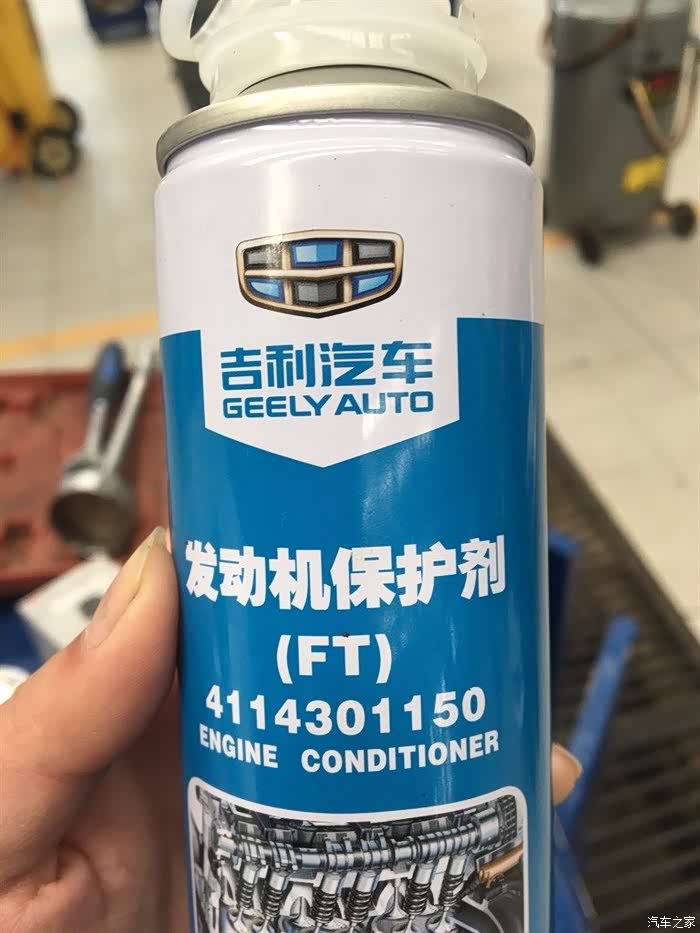 吉利汽车
GEELY AUTO
发动机保护剂
(FT)
4114301150
ENGINE CONDITIONER
汽车之家